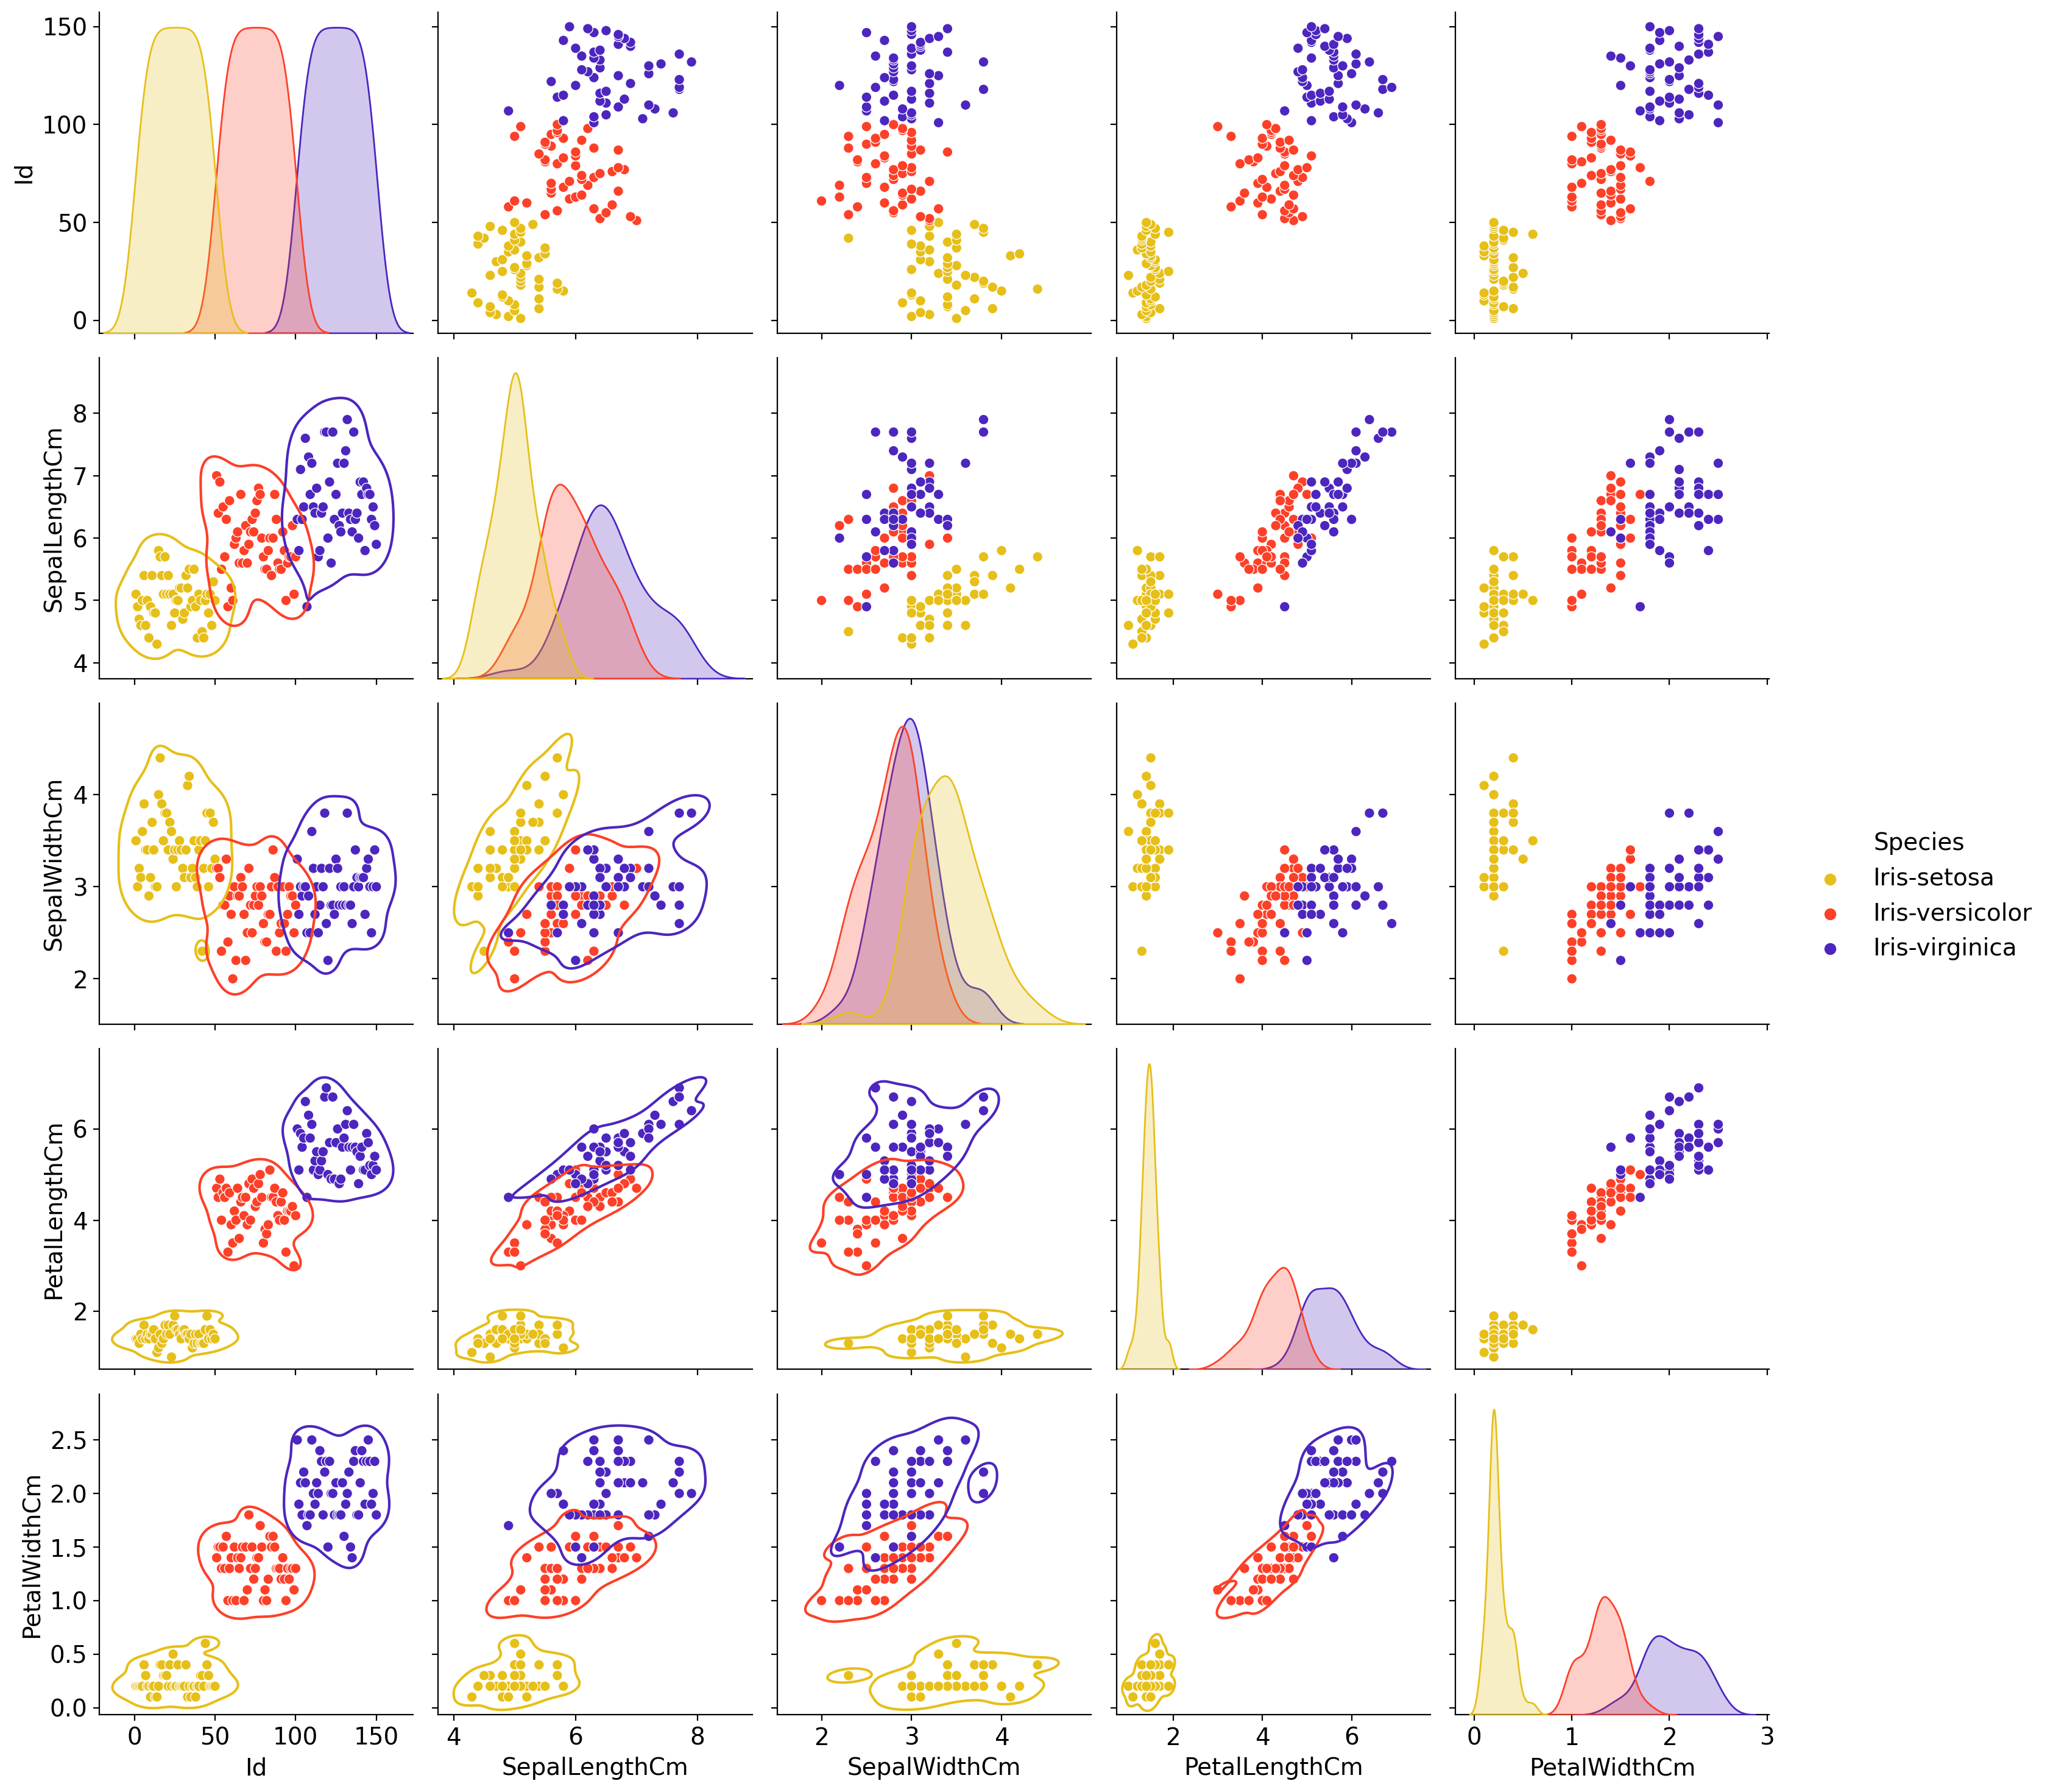 150
100
50
0
Id
8
7
6
5
4
SepalLengthCm
4
3
2
SepalWidthCm
Species
Iris-setosa
Iris-versicolor
Iris-virginica
6
4
2
PetalLengthCm
2.5
2.0
1.5
1.0
0.5
0.0
PetalWidthCm
0 50 100 150 4 6 8 2 3 4 2 4 6 0 1 2 3
Id SepalLengthCm SepalWidthCm PetalLengthCm PetalWidthCm